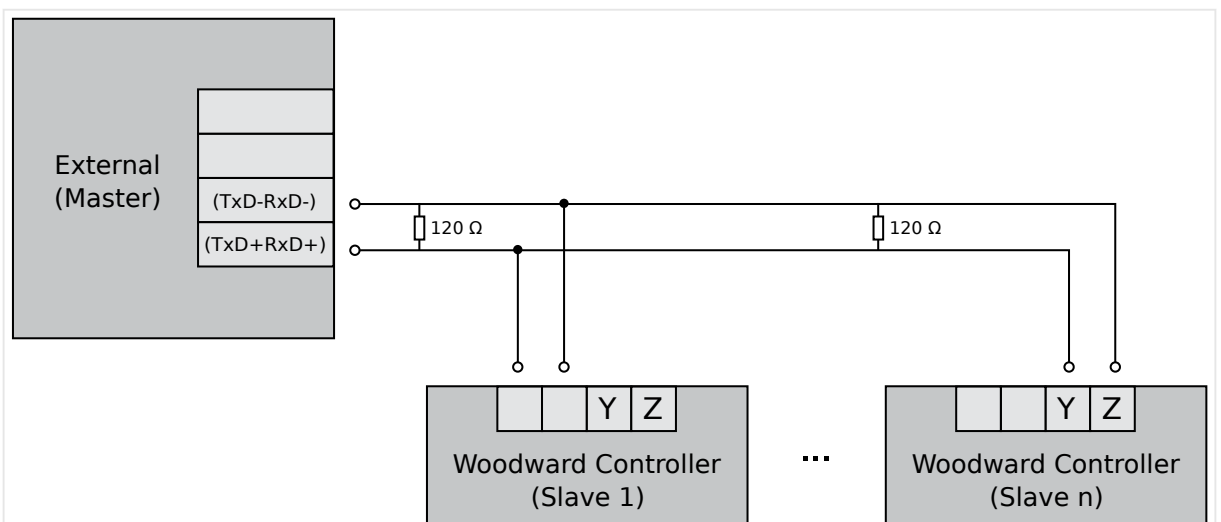 External
(Master)
(TxD-RxD-)
(TxD+RxD+)
120 Ω
120 Ω
Y Z
Woodward Controller
(Slave 1)
...
Y Z
Woodward Controller
(Slave n)